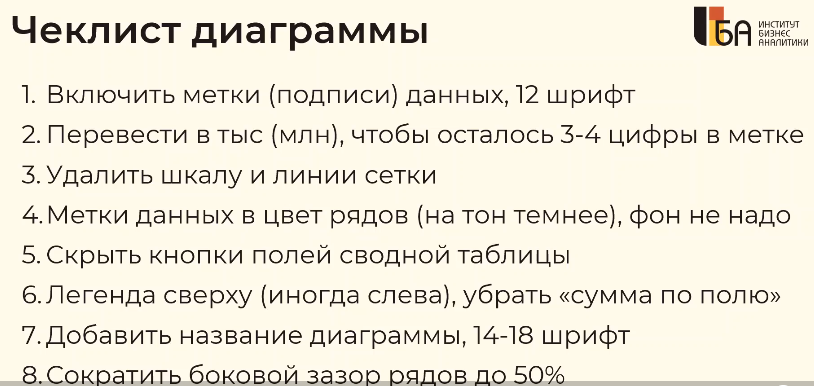 Чеклист диаграммы
БА
ИНСТИТУТ
БИЗНЕС
АНАЛИТИКИ
1. Включить метки (подписи) данных, 12 шрифт
2. Перевести в тыс (млн), чтобы осталось 3-4 цифры в метке
3. Удалить шкалу и линии сетки
4. Метки данных в цвет рядов (на тон темнее), фон не надо
5. Скрыть кнопки полей сводной таблицы
6. Легенда сверху (иногда слева), убрать «сумма по полю»
7. Добавить название диаграммы, 14-18 шрифт
8. Сократить боковой зазор рядов до 50%